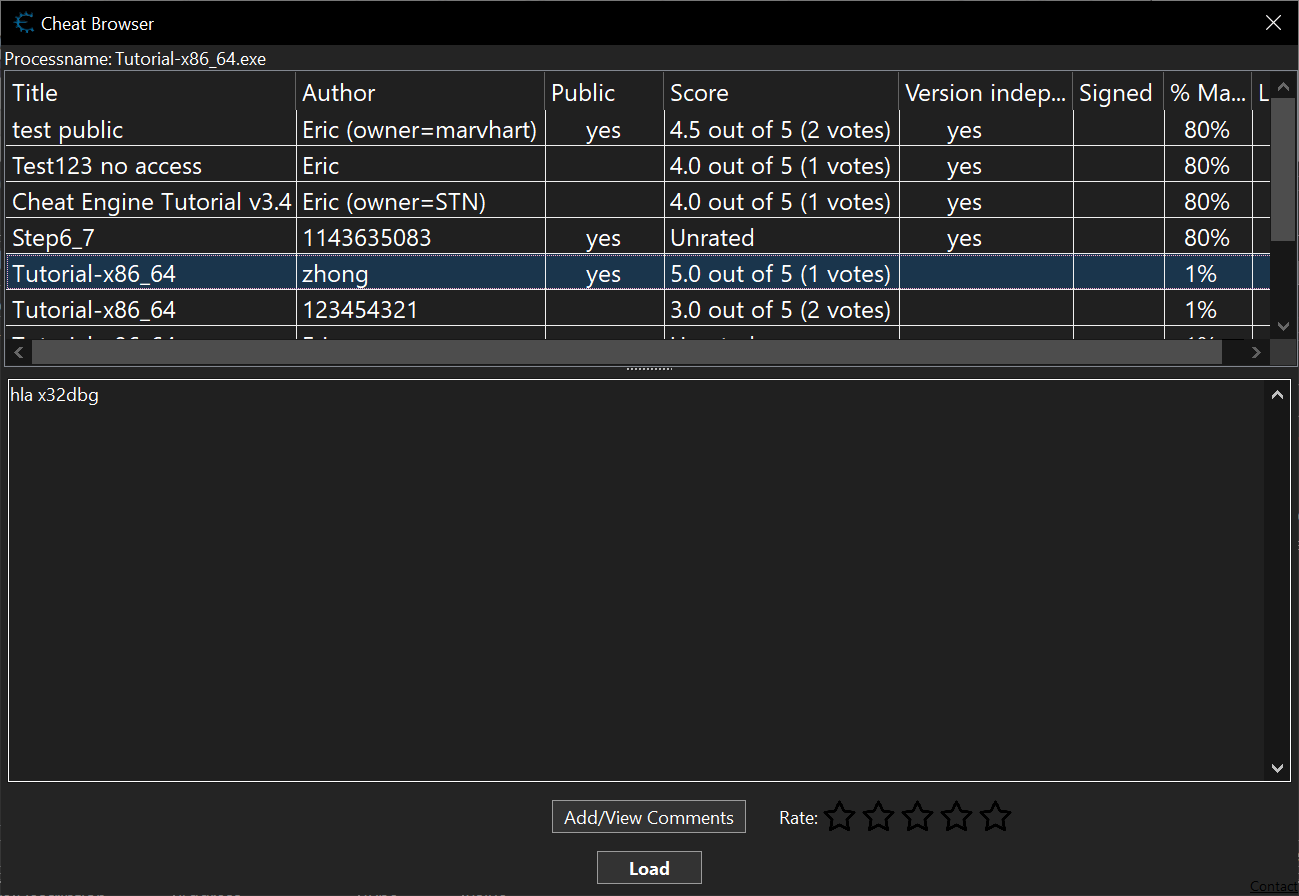 Cheat Browser
Processname: Tutorial-x86_64.exe
Title Author Public Score Version indep... Signed % Ma... L
test public Eric (owner=marvhart) yes 4.5 out of 5 (2 votes) yes 80%
Test123 no access Eric 4.0 out of 5 (1 votes) yes 80%
Cheat Engine Tutorial v3.4 Eric (owner=STN) 4.0 out of 5 (1 votes) yes 80%
Step6_7 1143635083 yes Unrated yes 80%
Tutorial-x86_64 zhong yes 5.0 out of 5 (1 votes) 1%
Tutorial-x86_64 123454321 3.0 out of 5 (2 votes) 1%
hla x32dbg
Add/View Comments Rate:
Load
Contact